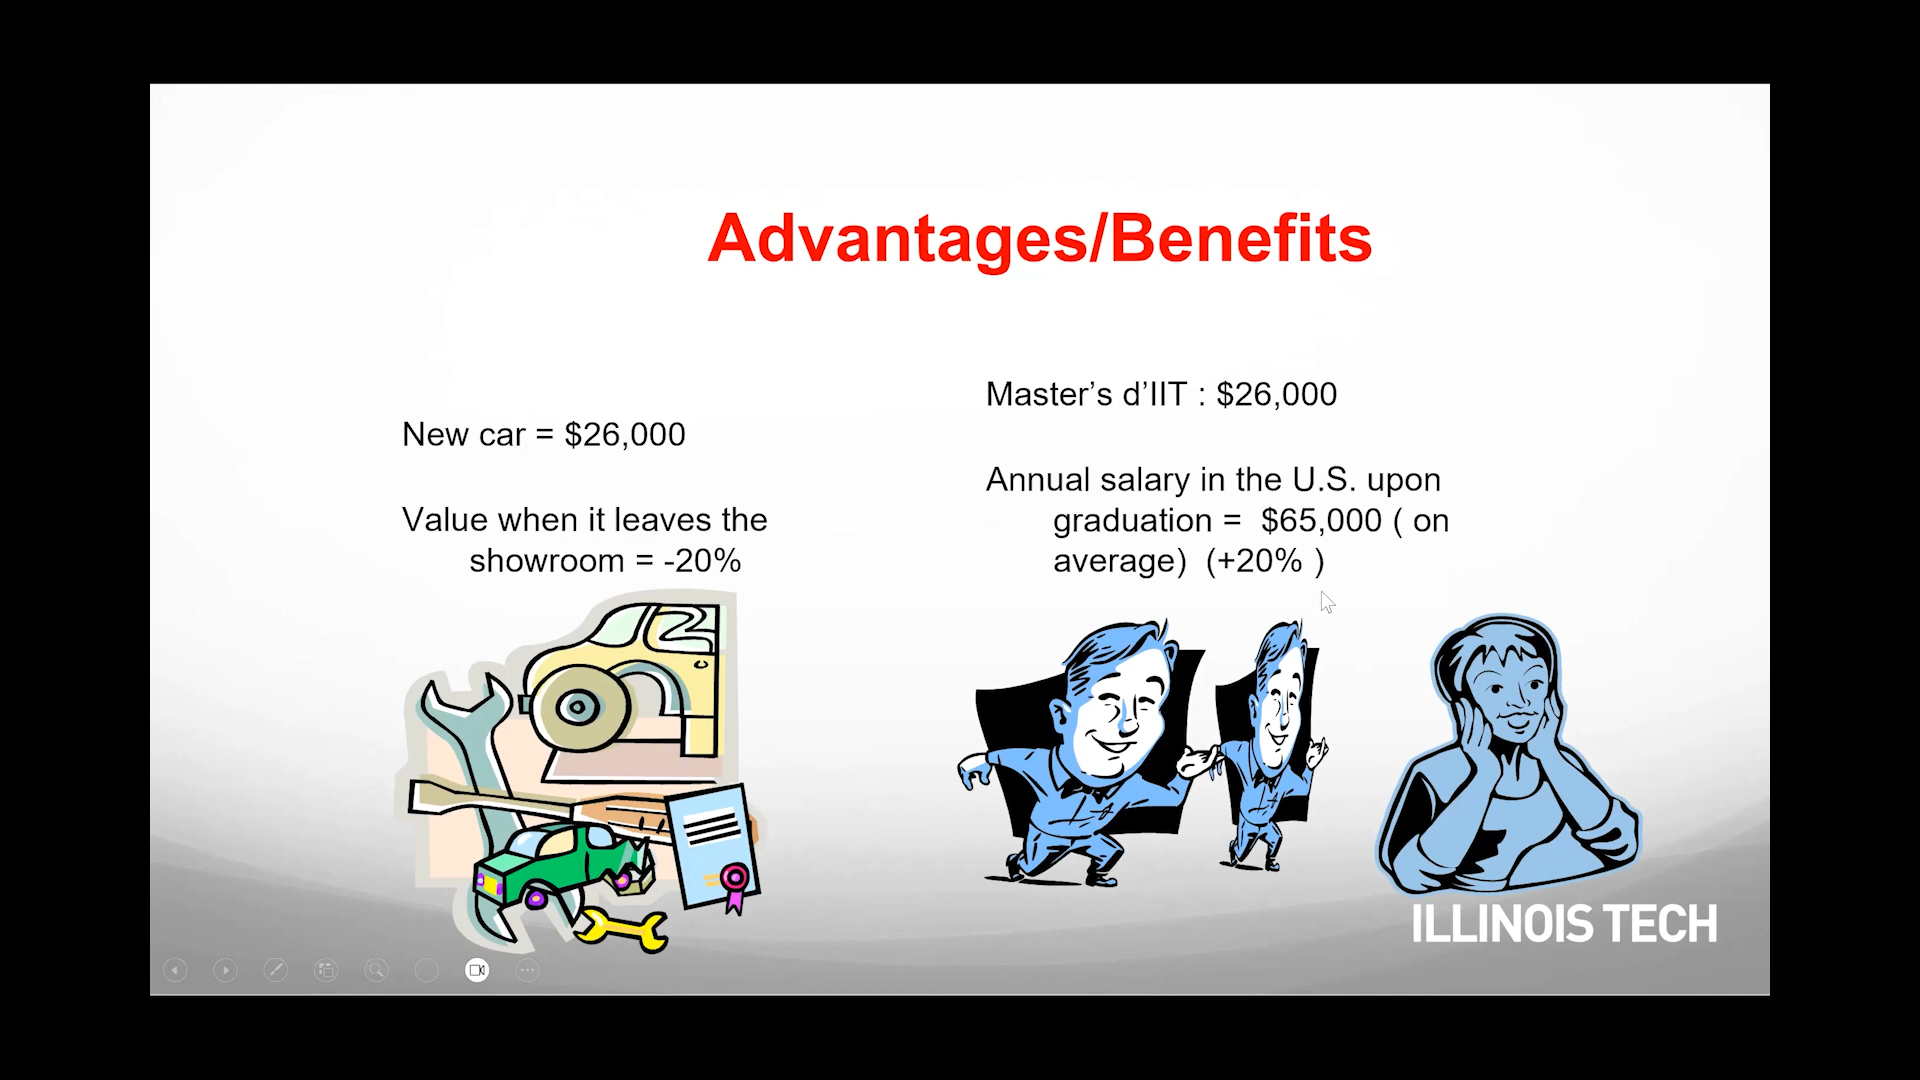 Advantages/Benefits
New car = $26,000
Value when it leaves the
showroom = -20%
Master’s d’IIT : $26,000
Annual salary in the U.S. upon
graduation =  $65,000 ( on
average)  (+20% )
ILLINOIS TECH